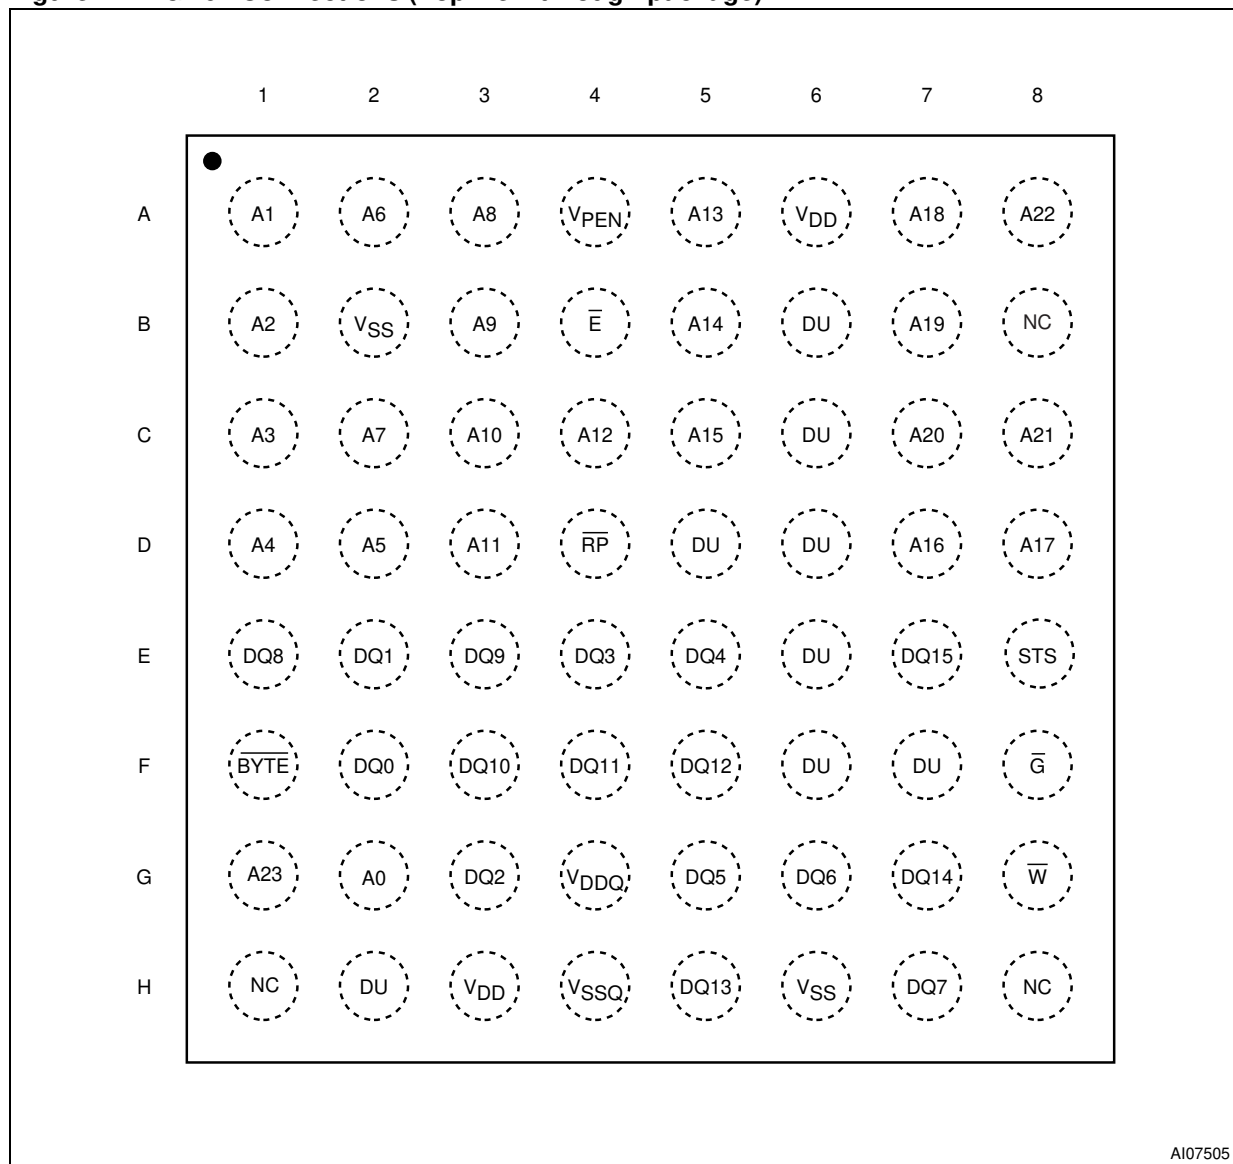 1 2 3 4 5 6 7 8
A A1 A6 A8 VPEN A13 VDD A18 A22
B A2 VSS A9 E̅ A14 DU A19 NC
C A3 A7 A10 A12 A15 DU A20 A21
D A4 A5 A11 R̅P̅ DU DU A16 A17
E DQ8 DQ1 DQ9 DQ3 DQ4 DU DQ15 STS
F B̅Y̅T̅E̅ DQ0 DQ10 DQ11 DQ12 DU DU G̅
G A23 A0 DQ2 VDDQ DQ5 DQ6 DQ14 W̅
H NC DU VDD VSSQ DQ13 VSS DQ7 NC
AI07505